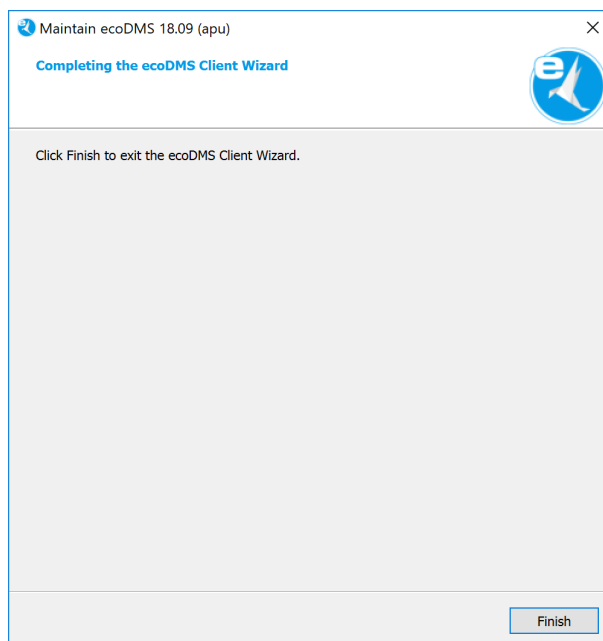 Maintain ecoDMS 18.09 (apu)
Completing the ecoDMS Client Wizard
e
Click Finish to exit the ecoDMS Client Wizard.
Finish